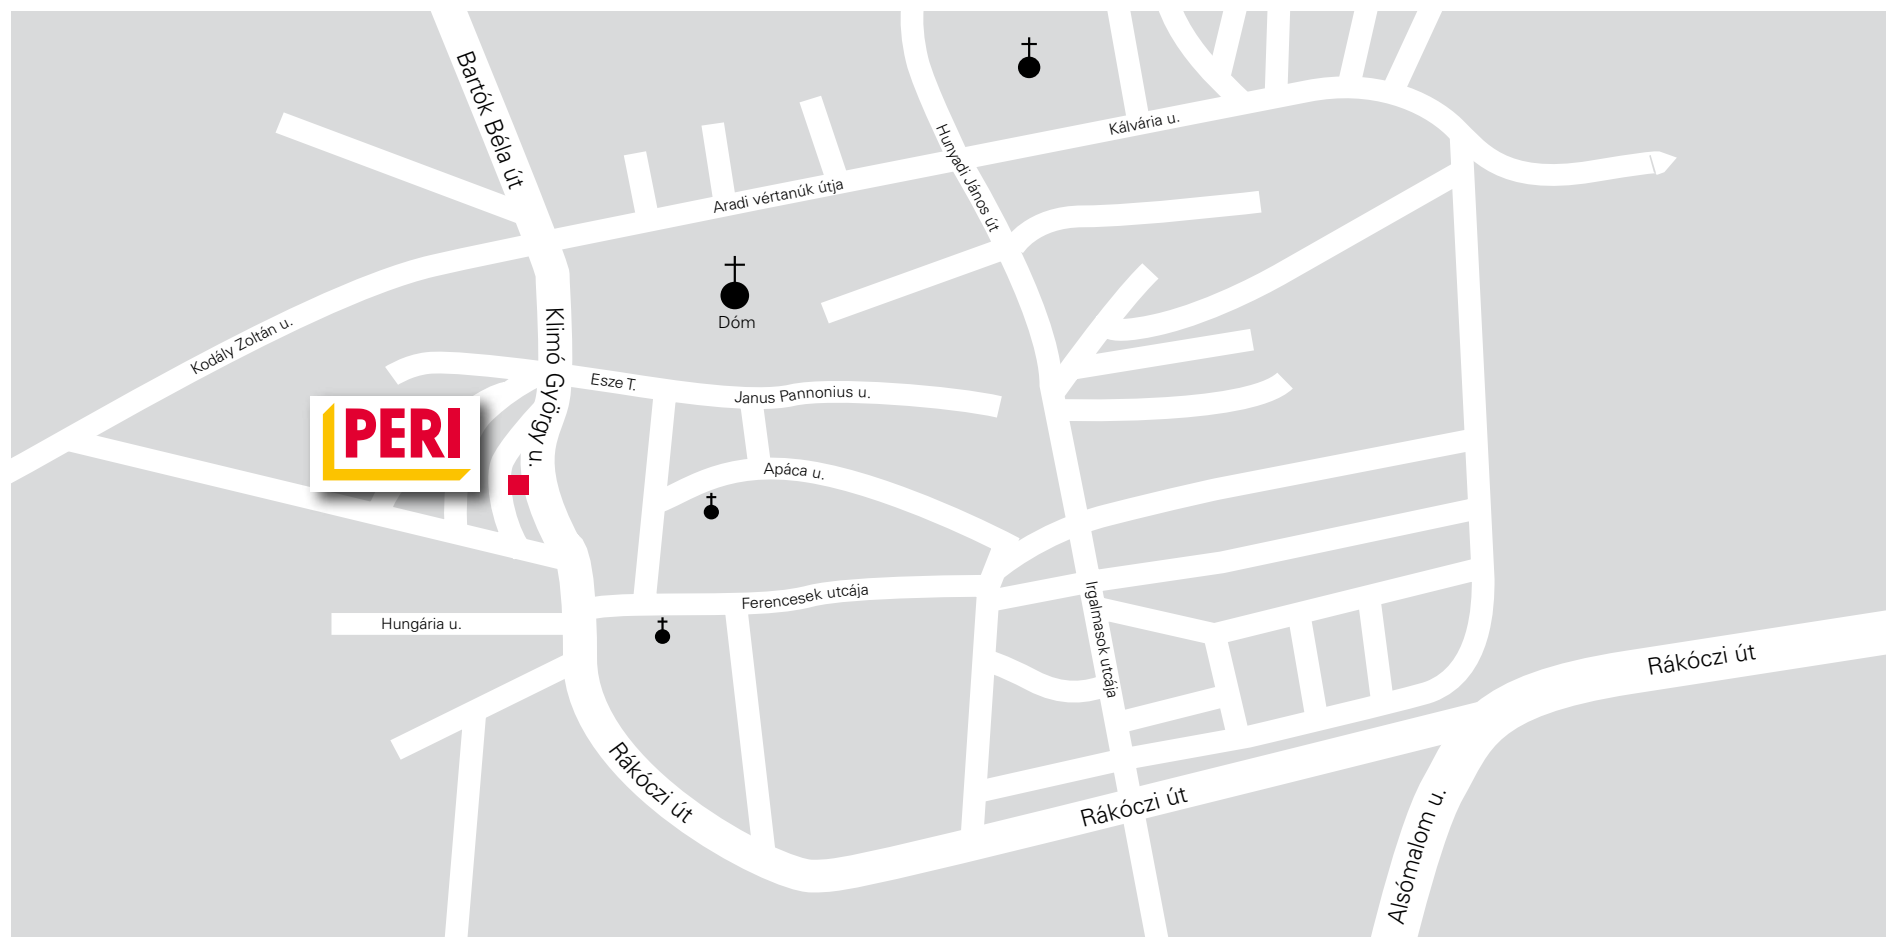 Bartók Béla út
Kálvária u.
Hunyadi János út
Aradi vértanúk útja
Kodály Zoltán u.
Dóm
Klimó György u.
Esze T.
Janus Pannonius u.
PERI
Apáca u.
Ferencesek utcája
Hungária u.
Irgalmasok utcája
Rákóczi út
Rákóczi út
Rákóczi út
Alsómalom u.